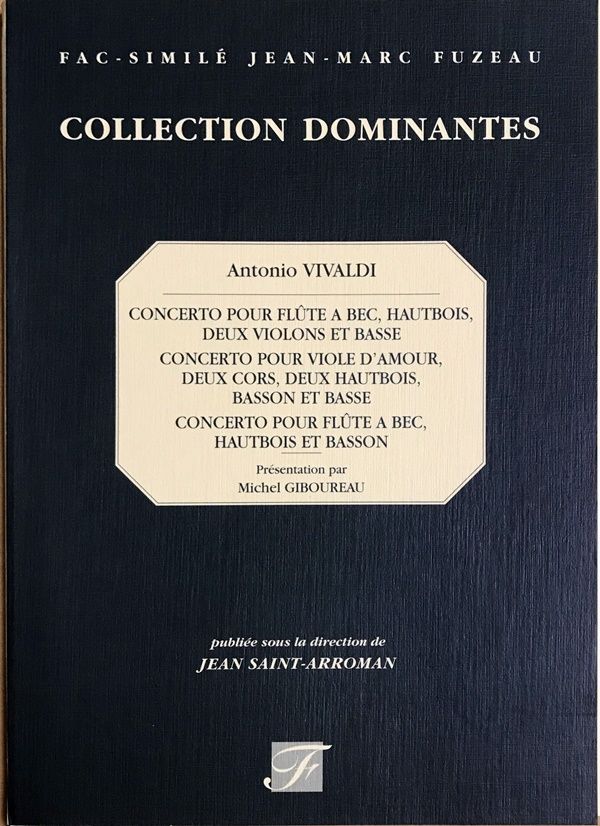 FAC-SIMILÉ JEAN-MARC FUZEAU
COLLECTION DOMINANTES
Antonio VIVALDI
CONCERTO POUR FLÛTE A BEC, HAUTBOIS,
DEUX VIOLONS ET BASSE
CONCERTO POUR VIOLE D'AMOUR,
DEUX CORS, DEUX HAUTBOIS,
BASSON ET BASSE
CONCERTO POUR FLÛTE A BEC,
HAUTBOIS ET BASSON
Présentation par
Michel GIBOUREAU
publiée sous la direction de
JEAN SAINT-ARROMAN
F